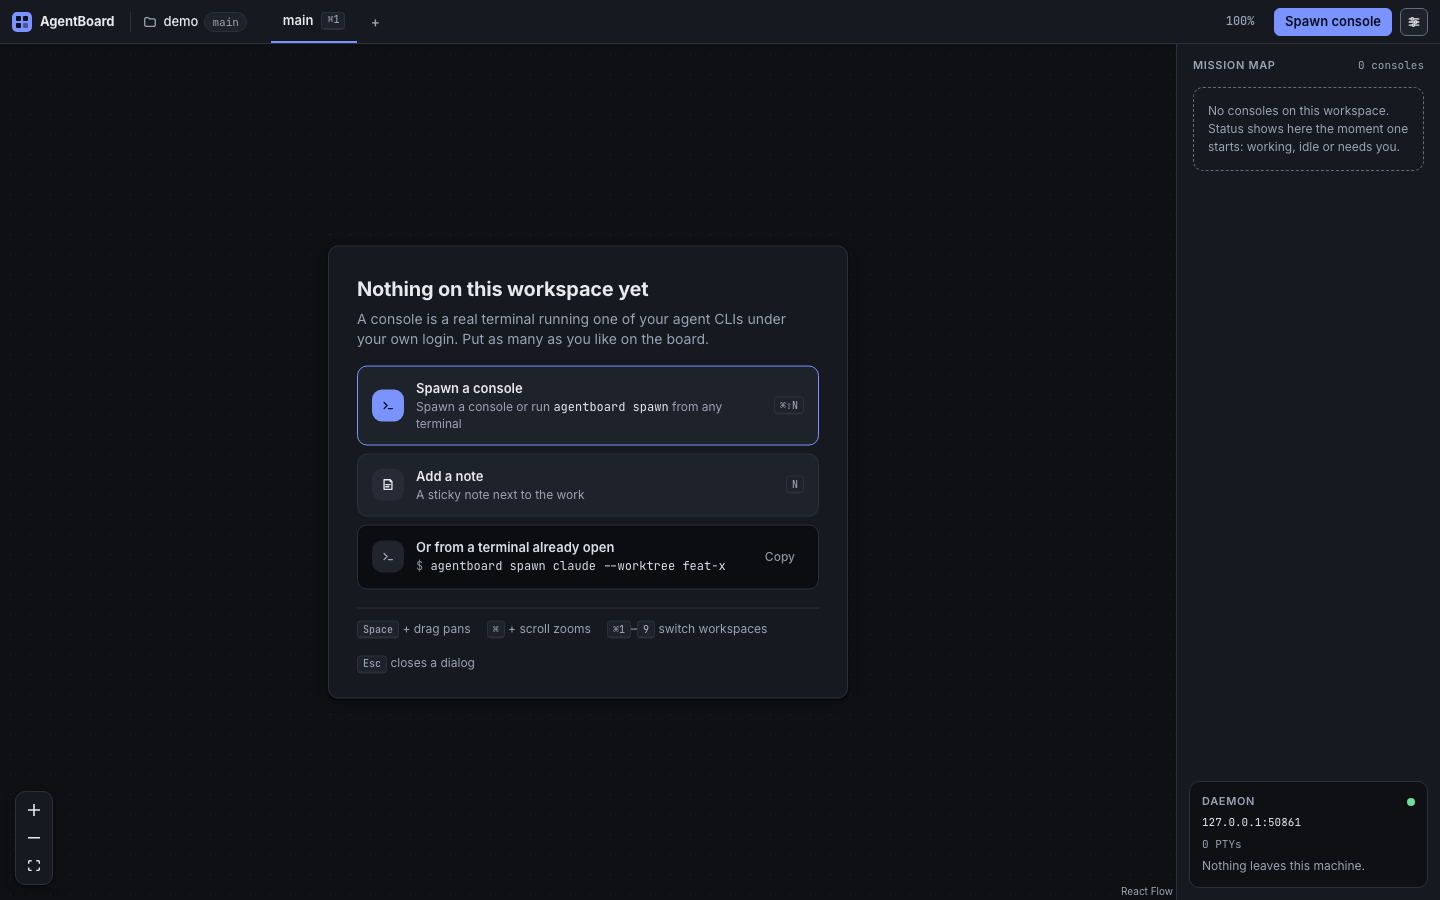 AgentBoard
demo main
main ⌘1
+
100%
Spawn console
MISSION MAP
0 consoles
No consoles on this workspace.
Status shows here the moment one
starts: working, idle or needs you.
Nothing on this workspace yet
A console is a real terminal running one of your agent CLIs under
your own login. Put as many as you like on the board.
Spawn a console
Spawn a console or run agentboard spawn from any
terminal
⌘⇧N
Add a note
A sticky note next to the work
N
Or from a terminal already open
$ agentboard spawn claude --worktree feat-x
Copy
Space + drag pans ⌘ + scroll zooms ⌘1–9 switch workspaces
Esc closes a dialog
DAEMON
127.0.0.1:50861
0 PTYs
Nothing leaves this machine.
React Flow